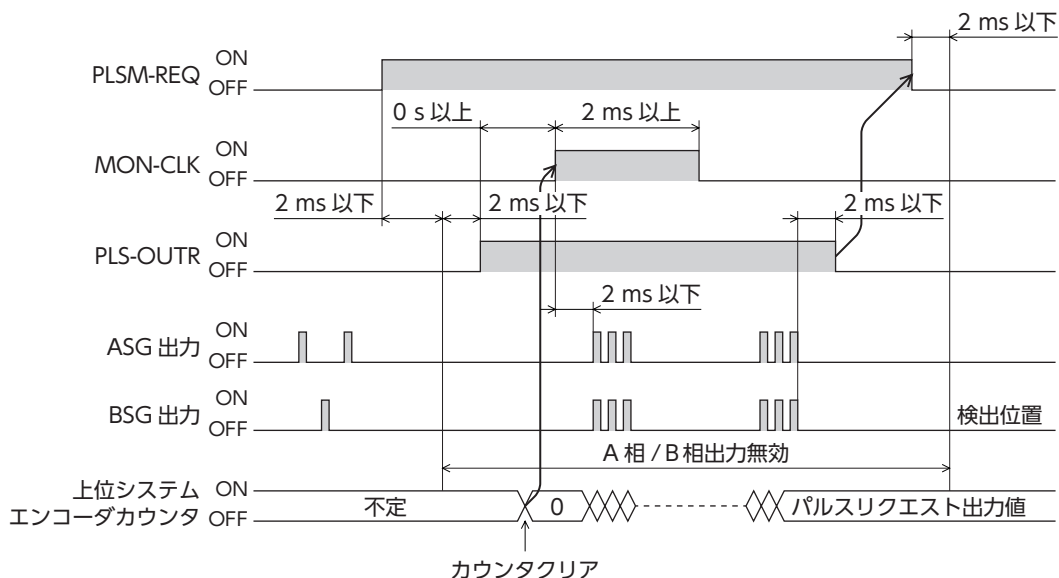 2 ms 以下
PLSM-REQ
ON
OFF
0 s 以上
2 ms 以上
MON-CLK
ON
OFF
2 ms 以下
2 ms 以下
2 ms 以下
PLS-OUTR
ON
OFF
2 ms 以下
ASG 出力
ON
OFF
BSG 出力
ON
OFF
検出位置
A 相 / B 相出力無効
上位システム
エンコーダカウンタ
ON
OFF
不定
0
パルスリクエスト出力値
カウンタクリア